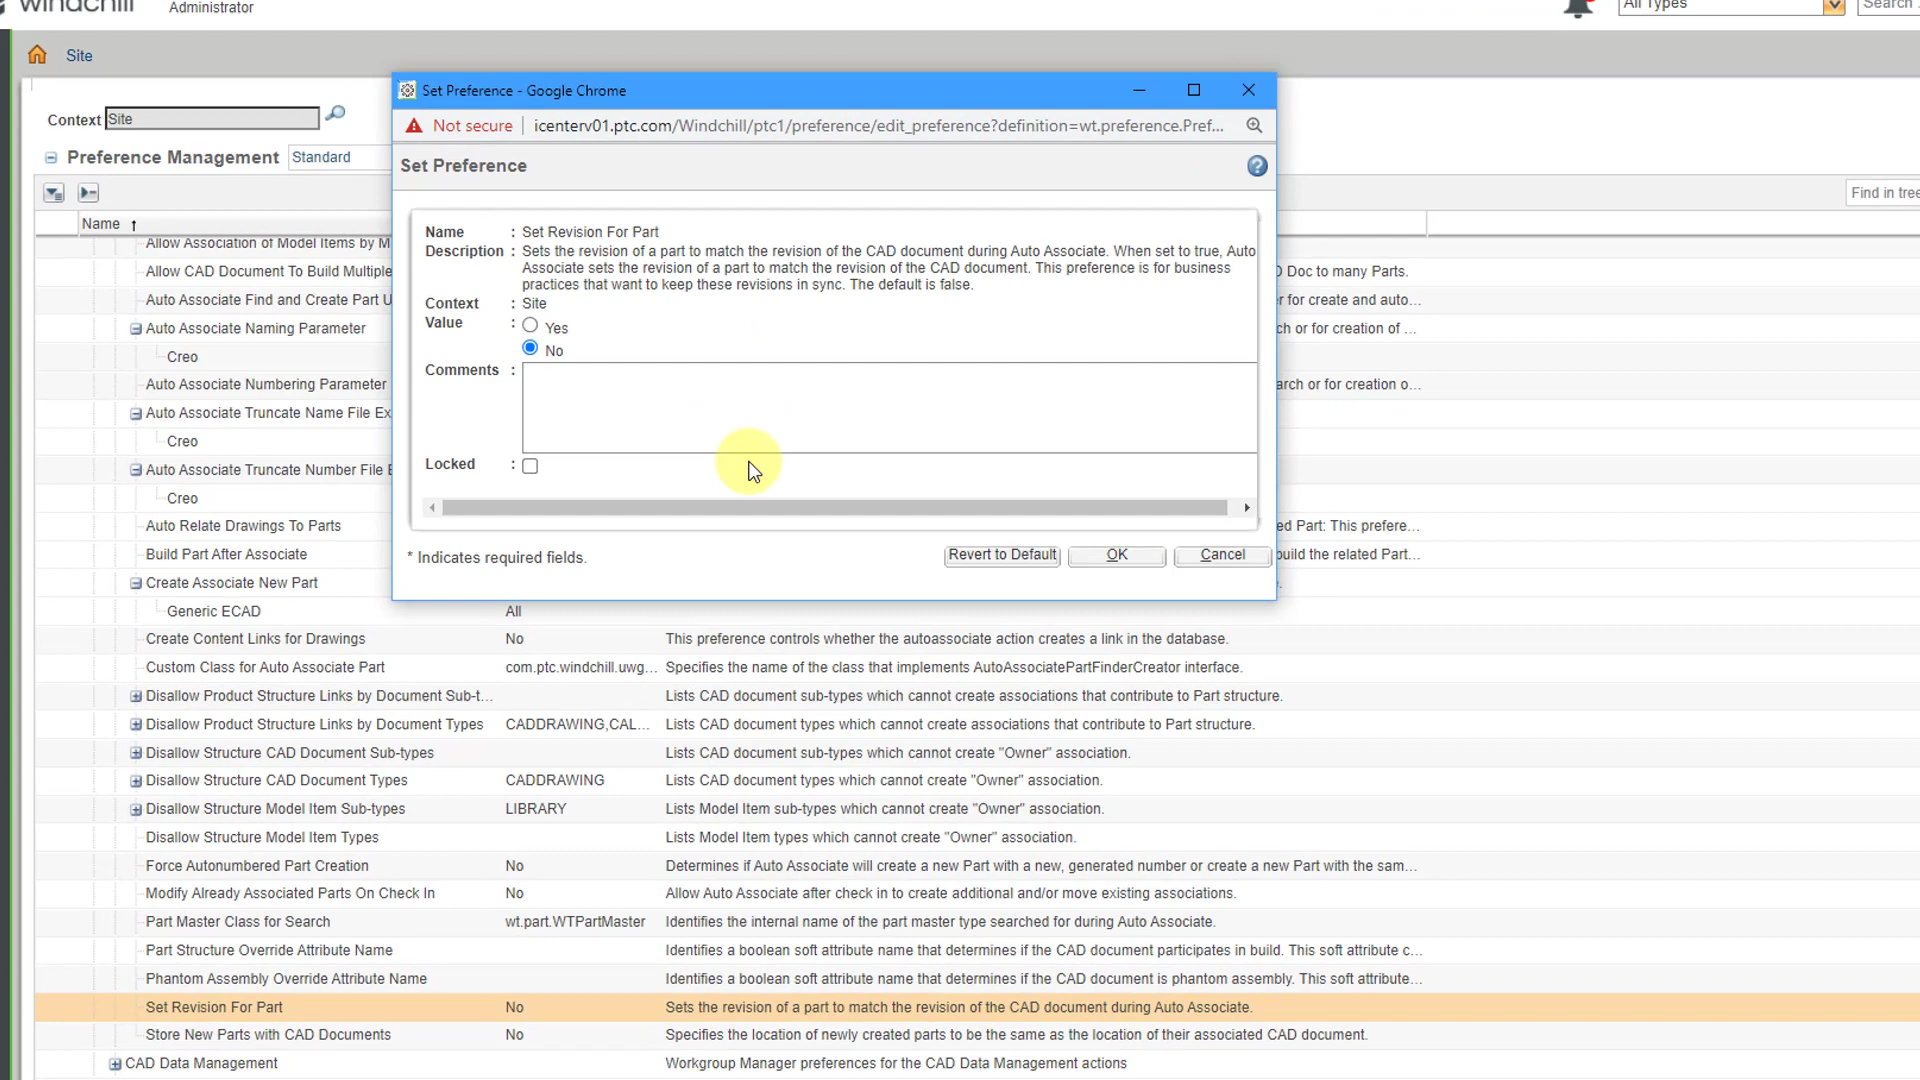 windchill
Administrator
All Types
Search ...
Site
Context
Site
Preference Management
Standard
Find in tree
Name
Set Preference - Google Chrome
Not secure
icenterv01.ptc.com/Windchill/ptc1/preference/edit_preference?definition=wt.preference.Pref...
Set Preference
Name : Set Revision For Part
Description : Sets the revision of a part to match the revision of the CAD document during Auto Associate. When set to true, Auto
Associate sets the revision of a part to match the revision of the CAD document. This preference is for business
practices that want to keep these revisions in sync. The default is false.
Context : Site
Value : Yes
No
Comments :
Locked :
* Indicates required fields.
Revert to Default
OK
Cancel
Allow Association of Model Items by M
Allow CAD Document To Build Multiple
Doc to many Parts.
Auto Associate Find and Create Part U
r for create and auto...
Auto Associate Naming Parameter
ch or for creation of ...
Creo
Auto Associate Numbering Parameter
arch or for creation o...
Auto Associate Truncate Name File Ex
Creo
Auto Associate Truncate Number File E
Creo
Auto Relate Drawings To Parts
ed Part: This prefere...
Build Part After Associate
build the related Part...
Create Associate New Part
Generic ECAD All
Create Content Links for Drawings No This preference controls whether the autoassociate action creates a link in the database.
Custom Class for Auto Associate Part com.ptc.windchill.uwg... Specifies the name of the class that implements AutoAssociatePartFinderCreator interface.
Disallow Product Structure Links by Document Sub-t... Lists CAD document sub-types which cannot create associations that contribute to Part structure.
Disallow Product Structure Links by Document Types CADDRAWING,CAL... Lists CAD document types which cannot create associations that contribute to Part structure.
Disallow Structure CAD Document Sub-types Lists CAD document sub-types which cannot create "Owner" association.
Disallow Structure CAD Document Types CADDRAWING Lists CAD document types which cannot create "Owner" association.
Disallow Structure Model Item Sub-types LIBRARY Lists Model Item sub-types which cannot create "Owner" association.
Disallow Structure Model Item Types Lists Model Item types which cannot create "Owner" association.
Force Autonumbered Part Creation No Determines if Auto Associate will create a new Part with a new, generated number or create a new Part with the sam...
Modify Already Associated Parts On Check In No Allow Auto Associate after check in to create additional and/or move existing associations.
Part Master Class for Search wt.part.WTPartMaster Identifies the internal name of the part master type searched for during Auto Associate.
Part Structure Override Attribute Name Identifies a boolean soft attribute name that determines if the CAD document participates in build. This soft attribute c...
Phantom Assembly Override Attribute Name Identifies a boolean soft attribute name that determines if the CAD document is phantom assembly. This soft attribute...
Set Revision For Part No Sets the revision of a part to match the revision of the CAD document during Auto Associate.
Store New Parts with CAD Documents No Specifies the location of newly created parts to be the same as the location of their associated CAD document.
CAD Data Management Workgroup Manager preferences for the CAD Data Management actions